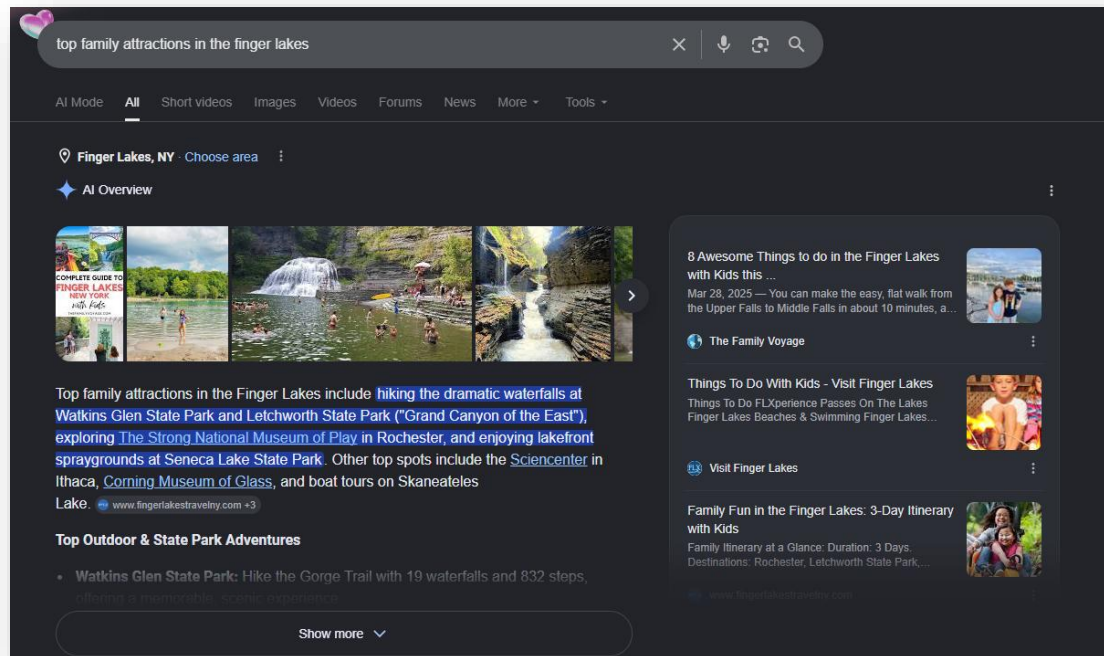 top family attractions in the finger lakes
AI Mode All Short videos Images Videos Forums News More Tools
Finger Lakes, NY · Choose area
AI Overview
COMPLETE GUIDE TO
FINGER LAKES
NEW YORK
with Kids
Top family attractions in the Finger Lakes include hiking the dramatic waterfalls at
Watkins Glen State Park and Letchworth State Park ("Grand Canyon of the East"),
exploring The Strong National Museum of Play in Rochester, and enjoying lakefront
spraygrounds at Seneca Lake State Park. Other top spots include the Sciencenter in
Ithaca, Corning Museum of Glass, and boat tours on Skaneateles
Lake. www.fingerlakestravelny.com +3
Top Outdoor & State Park Adventures
• Watkins Glen State Park: Hike the Gorge Trail with 19 waterfalls and 832 steps,
offering a memorable, scenic experience.
Show more
8 Awesome Things to do in the Finger Lakes
with Kids this ...
Mar 28, 2025 — You can make the easy, flat walk from
the Upper Falls to Middle Falls in about 10 minutes, a...
The Family Voyage
Things To Do With Kids - Visit Finger Lakes
Things To Do FLXperience Passes On The Lakes
Finger Lakes Beaches & Swimming Finger Lakes...
FLX Visit Finger Lakes
Family Fun in the Finger Lakes: 3-Day Itinerary
with Kids
Family Itinerary at a Glance: Duration: 3 Days.
Destinations: Rochester, Letchworth State Park,...
www.fingerlakestravelny.com